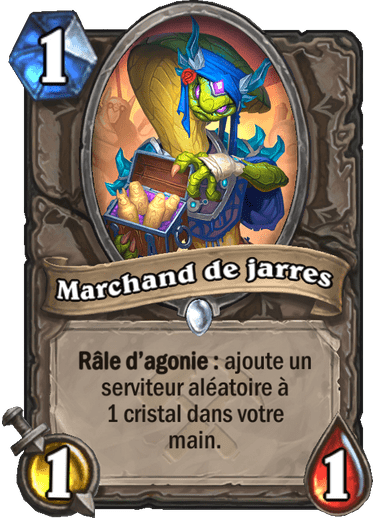 1
Marchand de jarres
Râle d’agonie : ajoute un
serviteur aléatoire à
1 cristal dans votre
main.
1
1